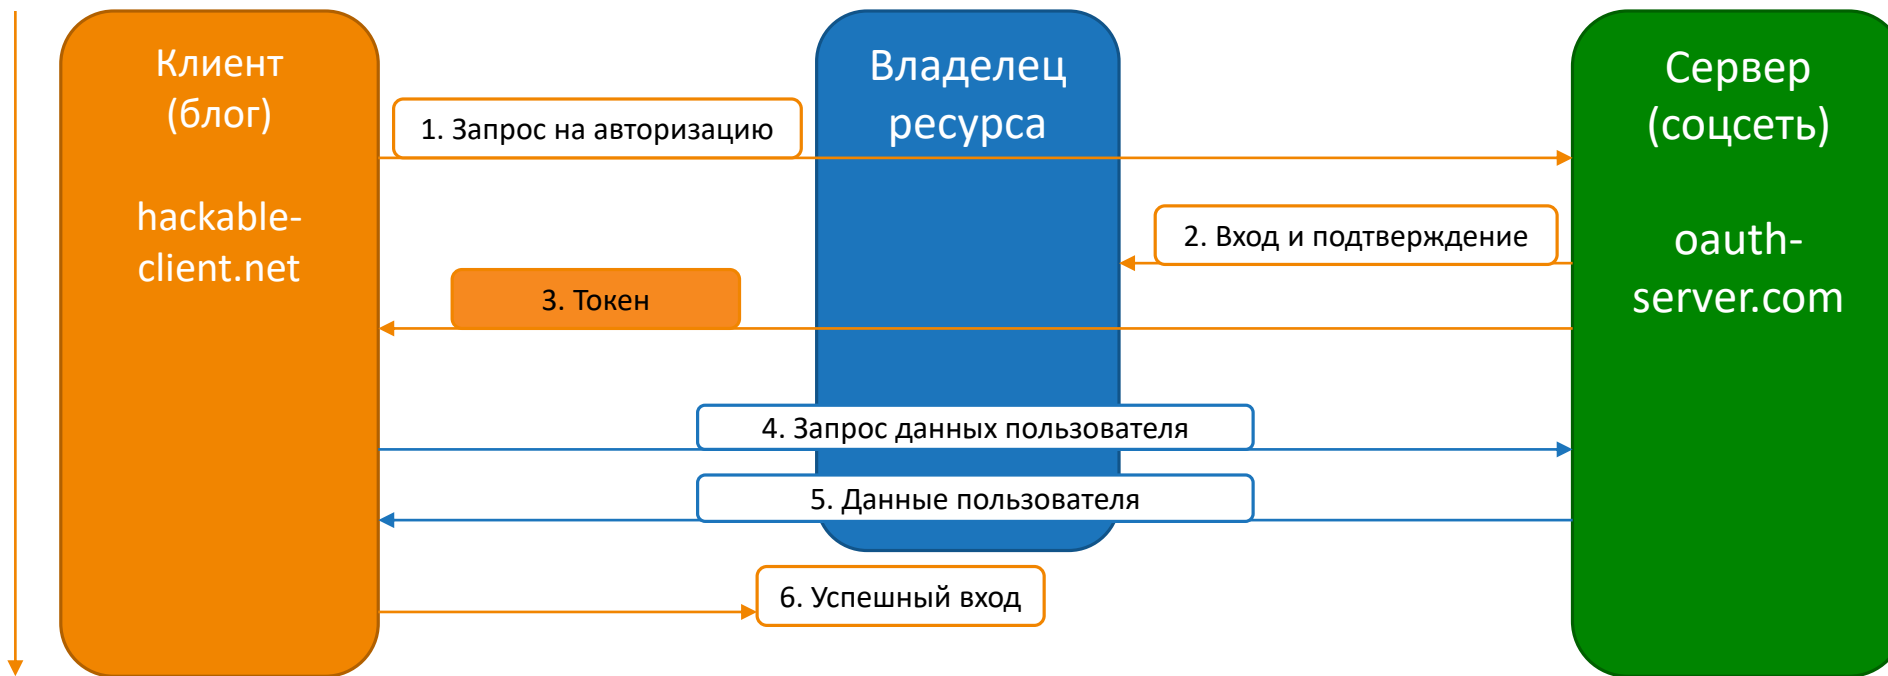 Клиент
(блог)
hackable-
client.net
Владелец
ресурса
Сервер
(соцсеть)
oauth-
server.com
1. Запрос на авторизацию
2. Вход и подтверждение
3. Токен
4. Запрос данных пользователя
5. Данные пользователя
6. Успешный вход